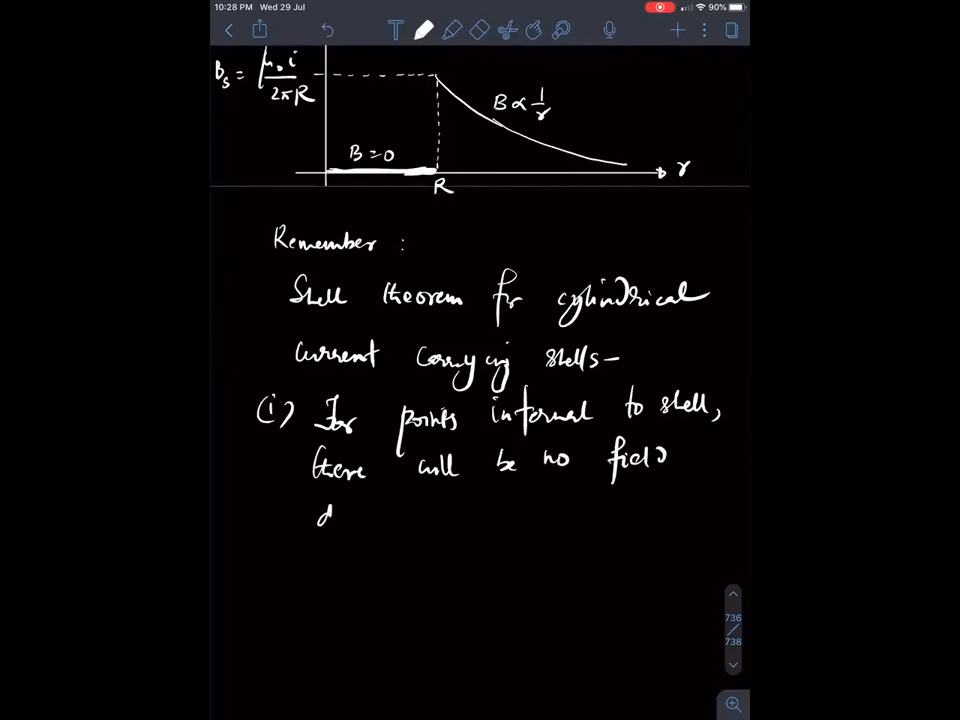 10:28 PM Wed 29 Jul
90%
T
Bₛ = μ₀i / 2πR
B ∝ 1/r
B = 0
r
R
Remember :
Shell theorem for cylindrical
current carrying shells–
(i) For points internal to shell,
there will be no field
d
736
738